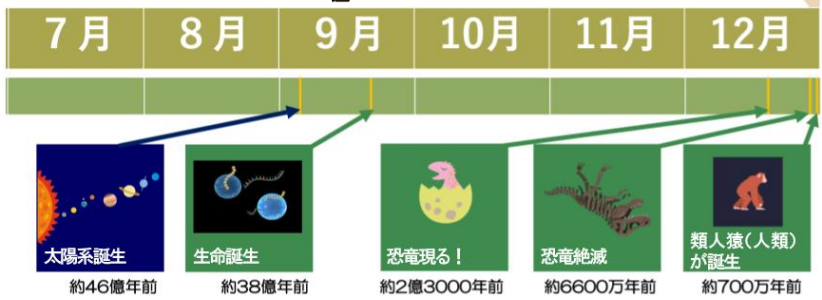 7月 8月 9月 10月 11月 12月
太陽系誕生
約46億年前
生命誕生
約38億年前
恐竜現る！
約2億3000年前
恐竜絶滅
約6600万年前
類人猿（人類）
が誕生
約700万年前